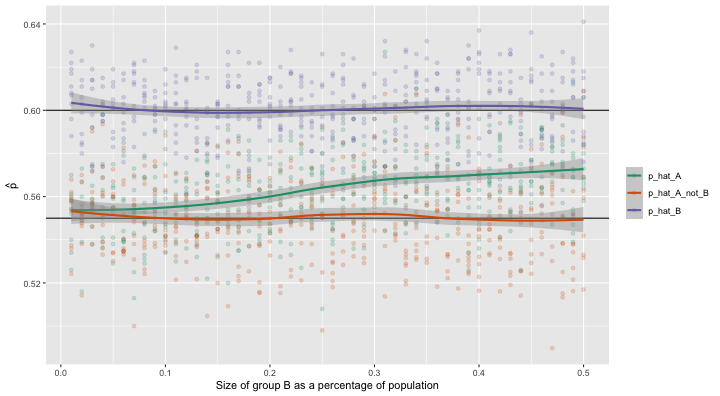 0.64
0.60
0.56
0.52
p̂
0.0 0.1 0.2 0.3 0.4 0.5
Size of group B as a percentage of population
p_hat_A
p_hat_A_not_B
p_hat_B